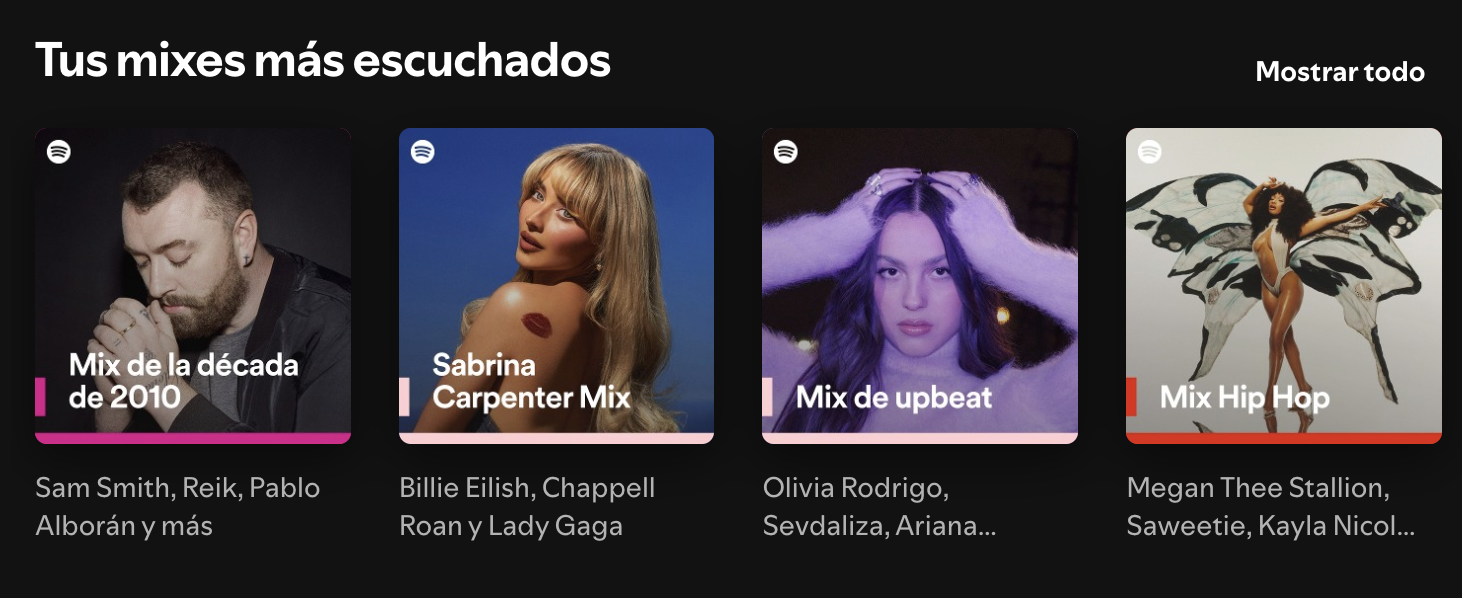 Tus mixes más escuchados
Mostrar todo
Mix de la década
de 2010
Sam Smith, Reik, Pablo
Alborán y más
Sabrina
Carpenter Mix
Billie Eilish, Chappell
Roan y Lady Gaga
Mix de upbeat
Olivia Rodrigo,
Sevdaliza, Ariana...
Mix Hip Hop
Megan Thee Stallion,
Saweetie, Kayla Nicol...